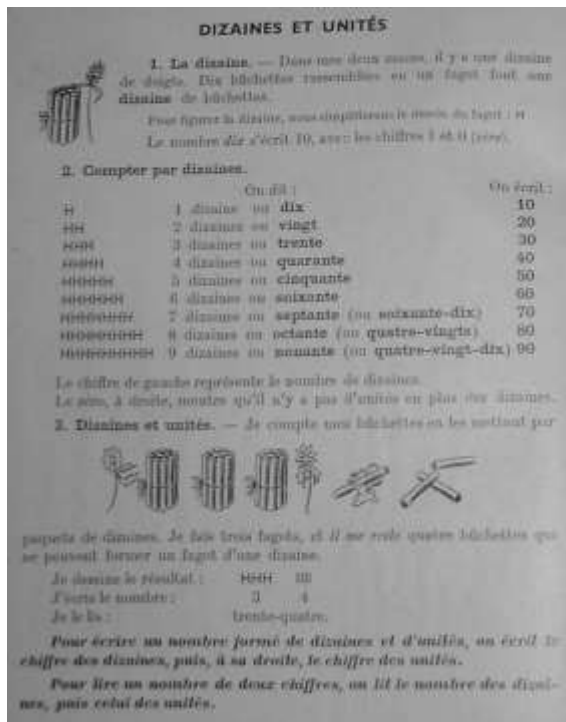 DIZAINES ET UNITÉS
1. La dizaine. — Dans mes deux mains, il y a une dizaine
de doigts. Dix bûchettes rassemblées en un fagot font une
dizaine de bûchettes.
Pour figurer la dizaine, nous simplifierons le dessin du fagot : H
Le nombre dix s'écrit 10, avec les chiffres 1 et 0 (zéro).
2. Compter par dizaines.
On dit : On écrit :
H 1 dizaine ou dix 10
HH 2 dizaines ou vingt 20
HHH 3 dizaines ou trente 30
HHHH 4 dizaines ou quarante 40
HHHHH 5 dizaines ou cinquante 50
HHHHHH 6 dizaines ou soixante 60
HHHHHHH 7 dizaines ou septante (ou soixante-dix) 70
HHHHHHHH 8 dizaines ou octante (ou quatre-vingts) 80
HHHHHHHHH 9 dizaines ou nonante (ou quatre-vingt-dix) 90
Le chiffre de gauche représente le nombre de dizaines.
Le zéro, à droite, montre qu'il n'y a pas d'unités en plus des dizaines.
3. Dizaines et unités. — Je compte mes bûchettes en les mettant par
paquets de dizaines. Je fais trois fagots, et il me reste quatre bûchettes qui
ne peuvent former un fagot d'une dizaine.
Je dessine le résultat : HHH
J'écris le nombre : 3 4
Je le lis : trente-quatre.
Pour écrire un nombre formé de dizaines et d'unités, on écrit le
chiffre des dizaines, puis, à sa droite, le chiffre des unités.
Pour lire un nombre de deux chiffres, on lit le nombre des dizai-
nes, puis celui des unités.